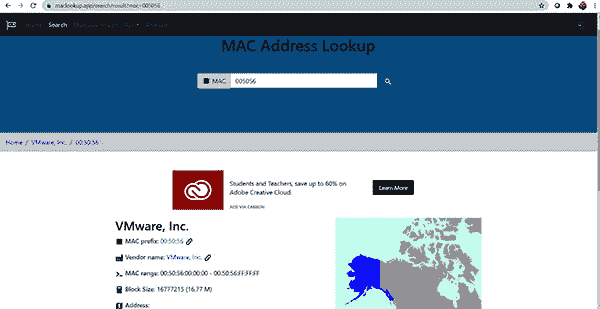 maclookup.app/search/result?mac=005056
Search
MAC Address Lookup
MAC 005056
Home / VMware, Inc. / 00:50:56
Students and Teachers, save up to 60% on
Adobe Creative Cloud.
Learn More
ADS VIA CARBON
VMware, Inc.
MAC prefix: 00:50:56
Vendor name: VMware, Inc.
MAC range: 00:50:56:00:00:00 - 00:50:56:FF:FF:FF
Block Size: 16777215 (16.77 M)
Address: